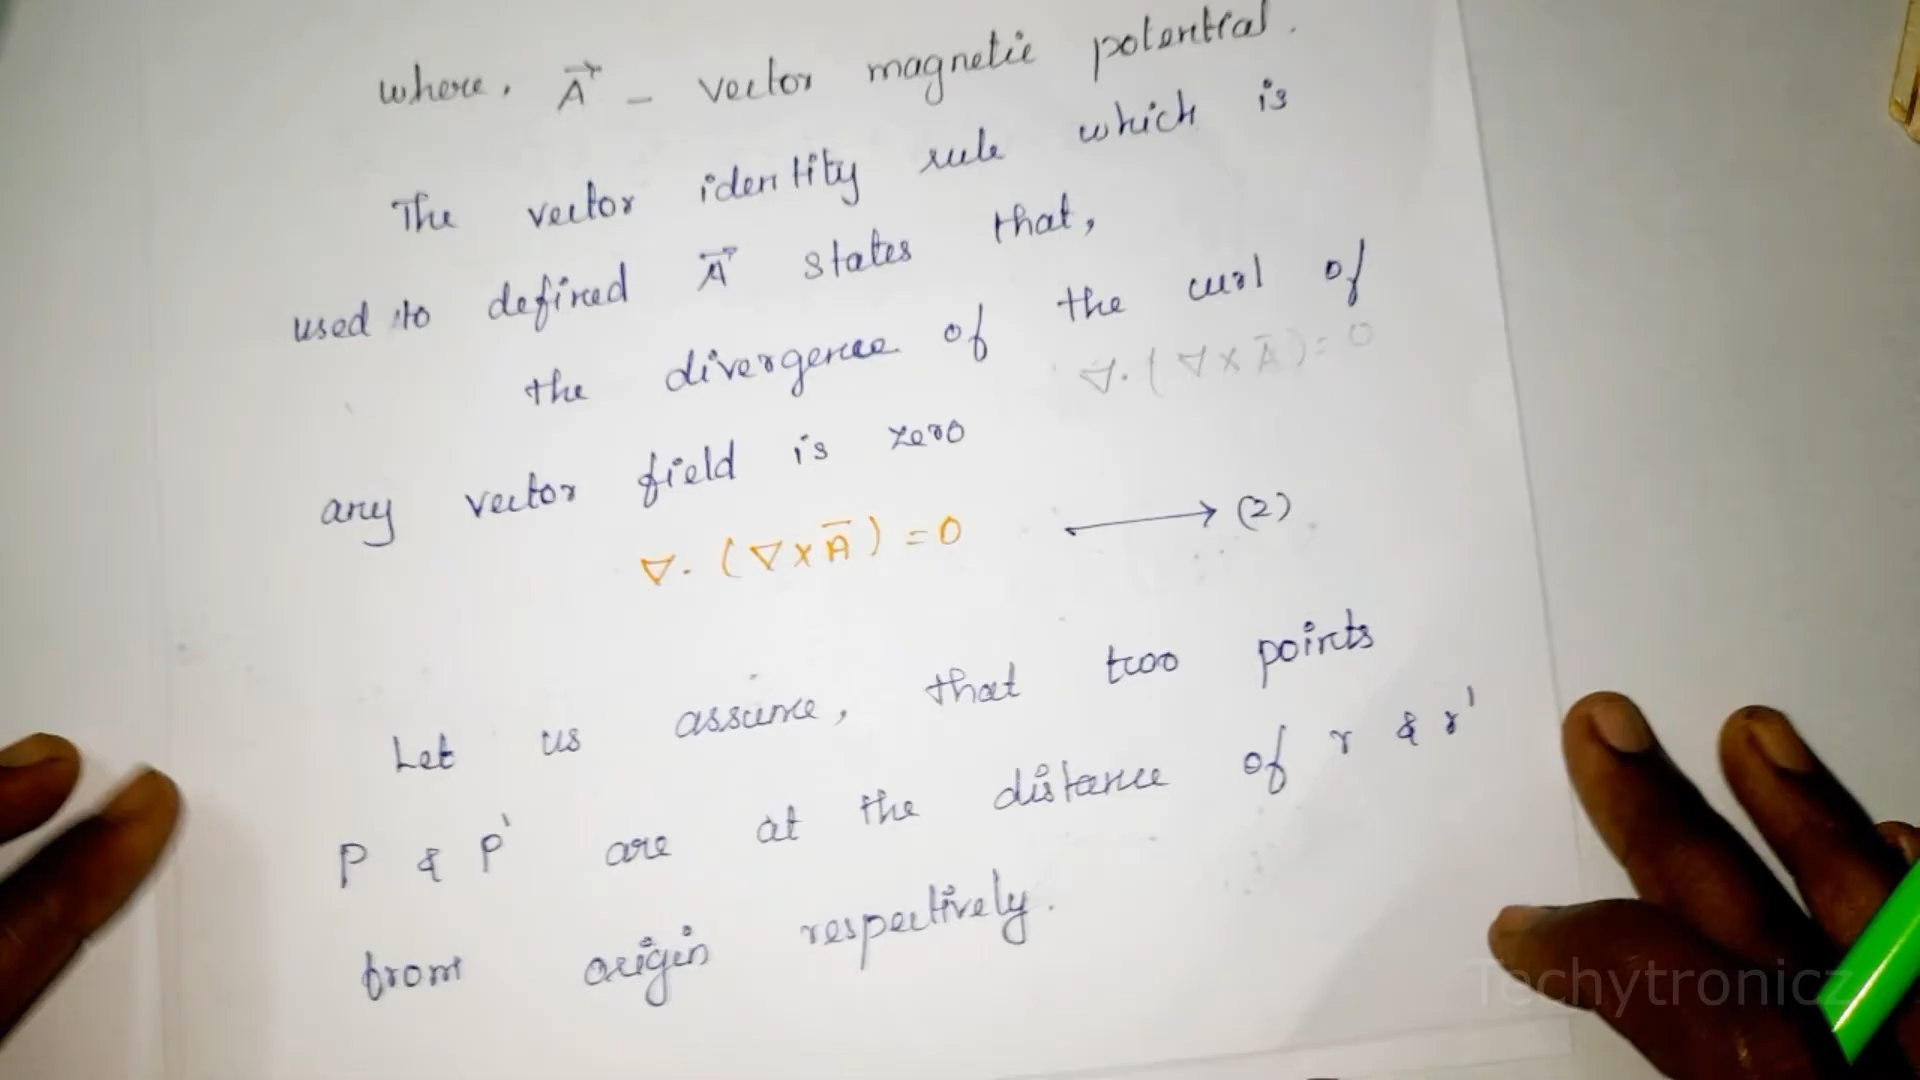 where, A⃗ – vector magnetic potential.
The vector identity rule which is
used to defined A⃗ states that,
the divergence of the curl of
∇·(∇×A̅)=0
any vector field is zero
∇·(∇×A̅)=0 ⟶ (2)
Let us assume, that two points
P & P' are at the distance of r & r'
from origin respectively.
Techytronicz